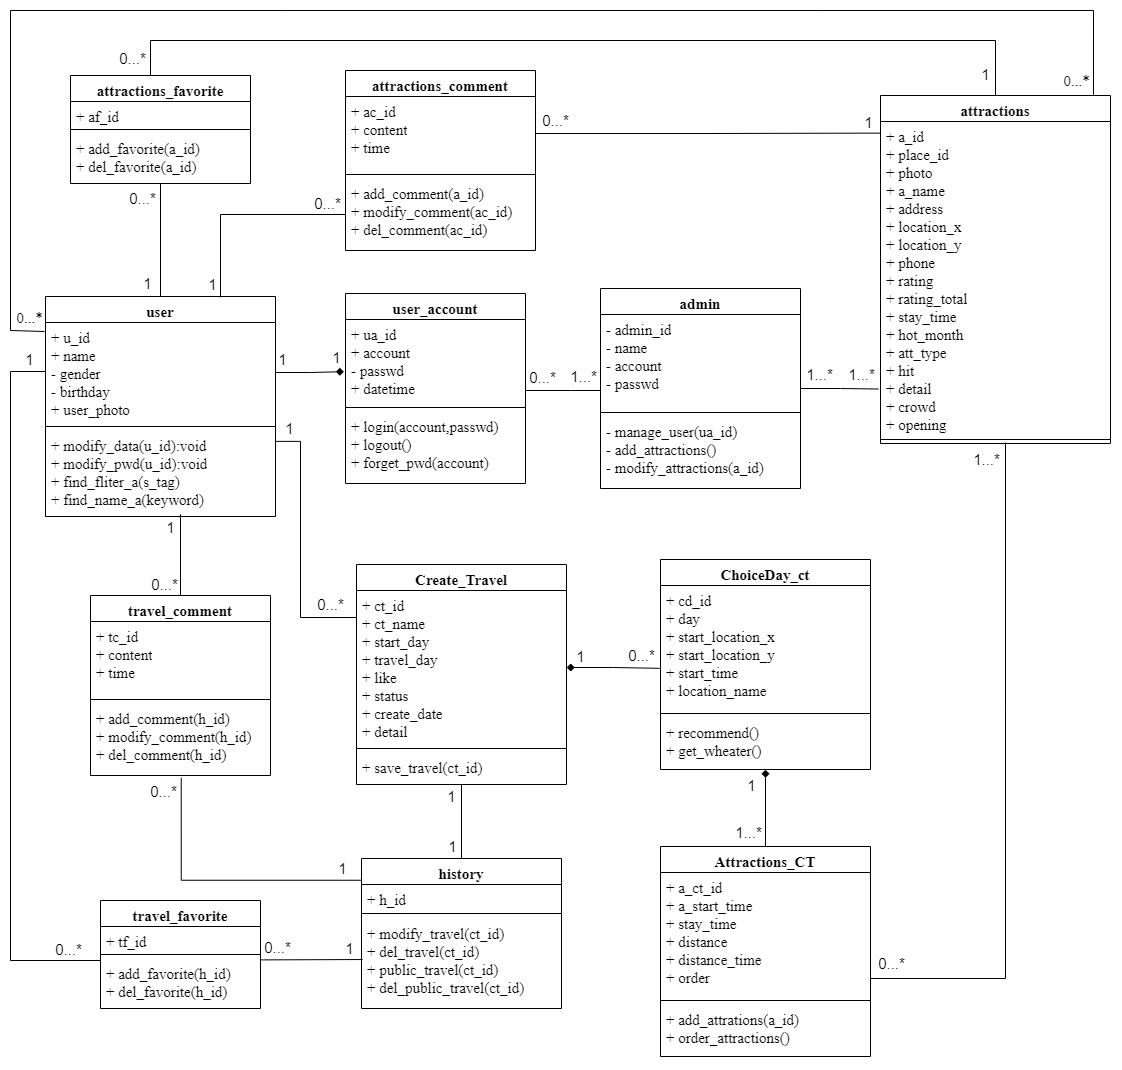 0...*
1
0...*
attractions_favorite
+ af_id
+ add_favorite(a_id)
+ del_favorite(a_id)
0...*
1
attractions_comment
+ ac_id
+ content
+ time
+ add_comment(a_id)
+ modify_comment(ac_id)
+ del_comment(ac_id)
0...*
1
0...*
1
attractions
+ a_id
+ place_id
+ photo
+ a_name
+ address
+ location_x
+ location_y
+ phone
+ rating
+ rating_total
+ stay_time
+ hot_month
+ att_type
+ hit
+ detail
+ crowd
+ opening
1...*
0...*
1
user
+ u_id
+ name
- gender
- birthday
+ user_photo
+ modify_data(u_id):void
+ modify_pwd(u_id):void
+ find_fliter_a(s_tag)
+ find_name_a(keyword)
1
1
1
user_account
+ ua_id
+ account
- passwd
+ datetime
+ login(account,passwd)
+ logout()
+ forget_pwd(account)
0...*
1...*
admin
- admin_id
- name
- account
- passwd
- manage_user(ua_id)
- add_attractions()
- modify_attractions(a_id)
1...*
1...*
1
0...*
travel_comment
+ tc_id
+ content
+ time
+ add_comment(h_id)
+ modify_comment(h_id)
+ del_comment(h_id)
0...*
1
0...*
Create_Travel
+ ct_id
+ ct_name
+ start_day
+ travel_day
+ like
+ status
+ create_date
+ detail
+ save_travel(ct_id)
1
1
1
0...*
ChoiceDay_ct
+ cd_id
+ day
+ start_location_x
+ start_location_y
+ start_time
+ location_name
+ recommend()
+ get_wheater()
1
1...*
travel_favorite
+ tf_id
+ add_favorite(h_id)
+ del_favorite(h_id)
0...*
0...*
1
history
+ h_id
+ modify_travel(ct_id)
+ del_travel(ct_id)
+ public_travel(ct_id)
+ del_public_travel(ct_id)
Attractions_CT
+ a_ct_id
+ a_start_time
+ stay_time
+ distance
+ distance_time
+ order
+ add_attrations(a_id)
+ order_attractions()
0...*